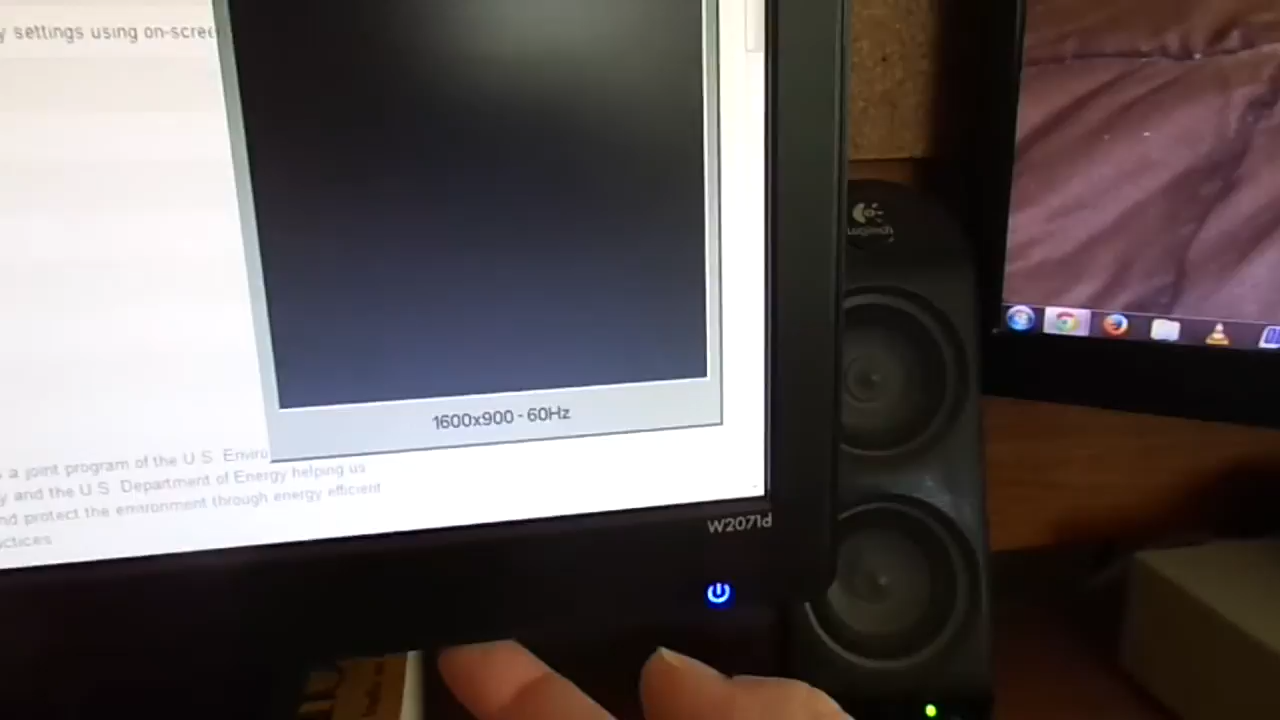 y settings using on-scree
Logitech
1600x900 - 60Hz
a joint program of the U.S. Enviro
y and the U.S. Department of Energy helping us
nd protect the environment through energy efficient
ctices
W2071d